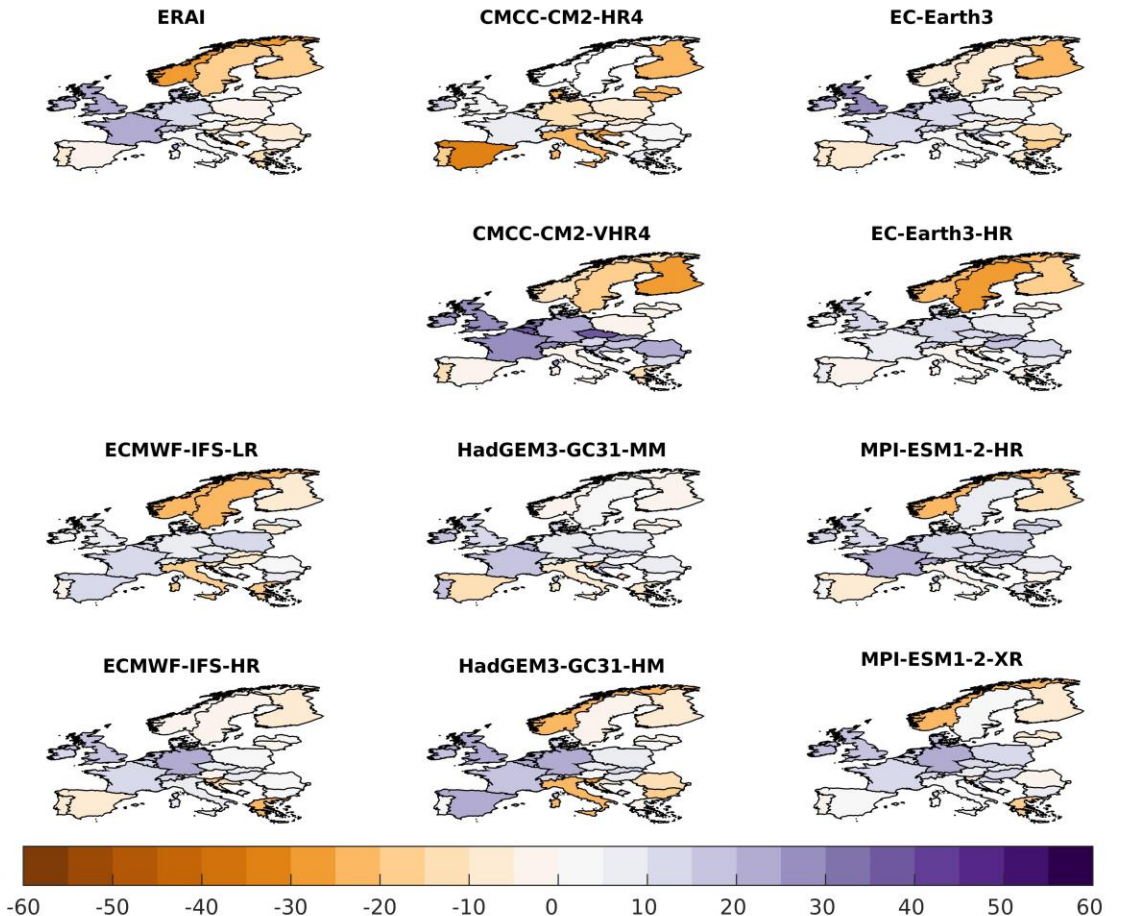 ERAI CMCC-CM2-HR4 EC-Earth3
CMCC-CM2-VHR4 EC-Earth3-HR
ECMWF-IFS-LR HadGEM3-GC31-MM MPI-ESM1-2-HR
ECMWF-IFS-HR HadGEM3-GC31-HM MPI-ESM1-2-XR
-60 -50 -40 -30 -20 -10 0 10 20 30 40 50 60